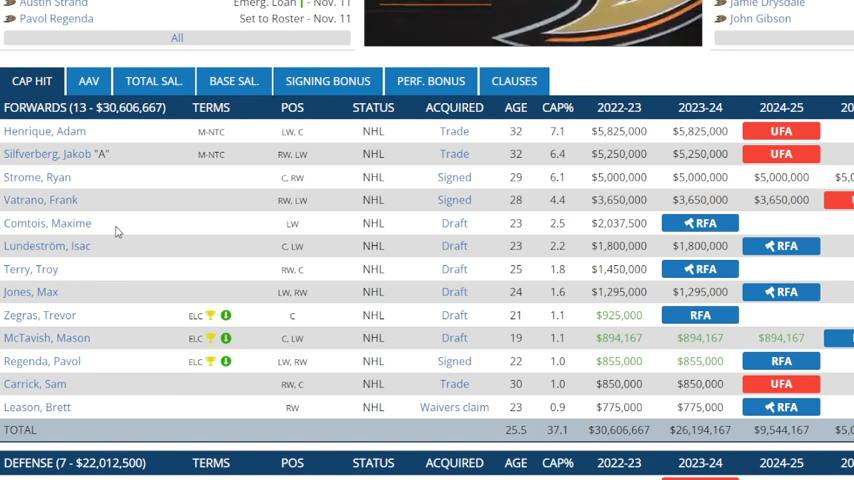 Austin Strand Emerg. Loan | - Nov. 11 Jamie Drysdale
Pavol Regenda Set to Roster - Nov. 11 John Gibson
All
CAP HIT AAV TOTAL SAL. BASE SAL. SIGNING BONUS PERF. BONUS CLAUSES
FORWARDS (13 - $30,606,667) TERMS POS STATUS ACQUIRED AGE CAP% 2022-23 2023-24 2024-25 20
Henrique, Adam M-NTC LW, C NHL Trade 32 7.1 $5,825,000 $5,825,000 UFA
Silfverberg, Jakob "A" M-NTC RW, LW NHL Trade 32 6.4 $5,250,000 $5,250,000 UFA
Strome, Ryan C, RW NHL Signed 29 6.1 $5,000,000 $5,000,000 $5,000,000 $5,0
Vatrano, Frank RW, LW NHL Signed 28 4.4 $3,650,000 $3,650,000 $3,650,000
Comtois, Maxime LW NHL Draft 23 2.5 $2,037,500 RFA
Lundeström, Isac C, LW NHL Draft 23 2.2 $1,800,000 $1,800,000 RFA
Terry, Troy RW, C NHL Draft 25 1.8 $1,450,000 RFA
Jones, Max LW, RW NHL Draft 24 1.6 $1,295,000 $1,295,000 RFA
Zegras, Trevor ELC C NHL Draft 21 1.1 $925,000 RFA
McTavish, Mason ELC C, LW NHL Draft 19 1.1 $894,167 $894,167 $894,167
Regenda, Pavol ELC LW, RW NHL Signed 22 1.0 $855,000 $855,000 RFA
Carrick, Sam RW, C NHL Trade 30 1.0 $850,000 $850,000 UFA
Leason, Brett RW NHL Waivers claim 23 0.9 $775,000 $775,000 RFA
TOTAL 25.5 37.1 $30,606,667 $26,194,167 $9,544,167 $5,0
DEFENSE (7 - $22,012,500) TERMS POS STATUS ACQUIRED AGE CAP% 2022-23 2023-24 2024-25 20